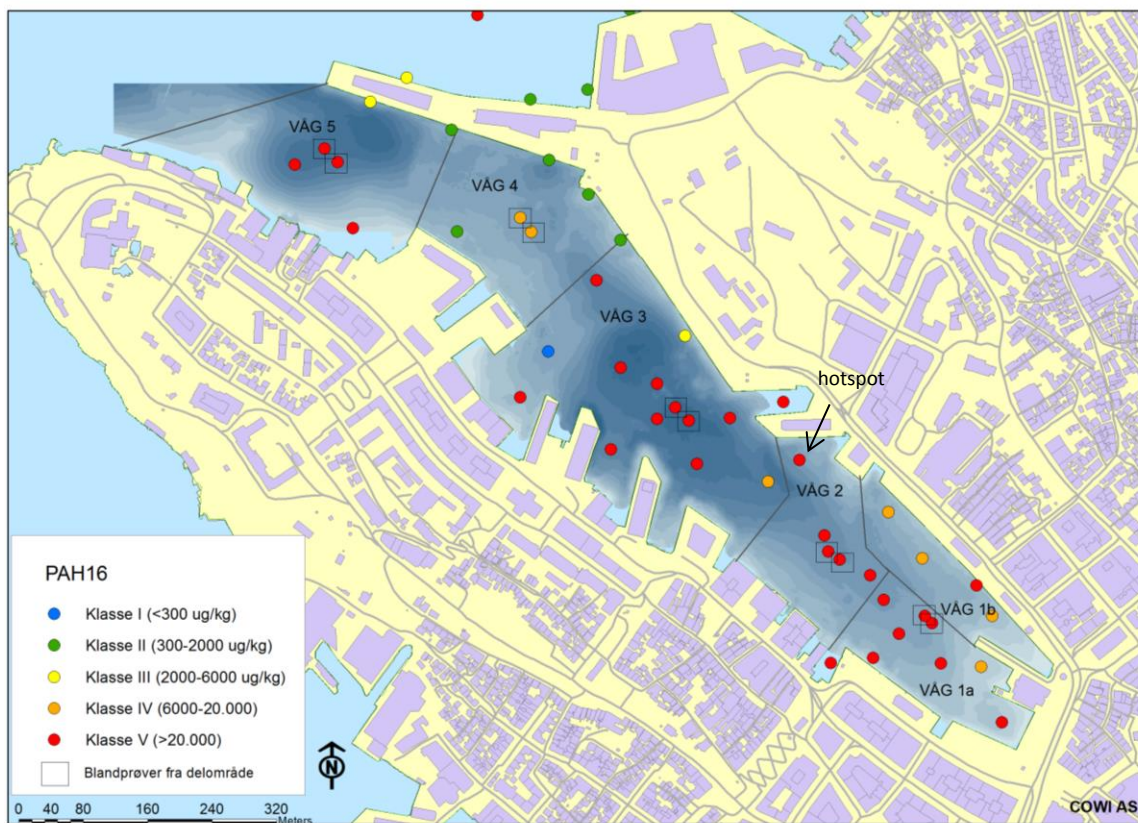 VÅG 5
VÅG 4
VÅG 3
hotspot
VÅG 2
VÅG 1b
VÅG 1a
PAH16
Klasse I (<300 ug/kg)
Klasse II (300-2000 ug/kg)
Klasse III (2000-6000 ug/kg)
Klasse IV (6000-20.000)
Klasse V (>20.000)
Blandprøver fra delområde
N
0 40 80 160 240 320
Meters
COWI AS